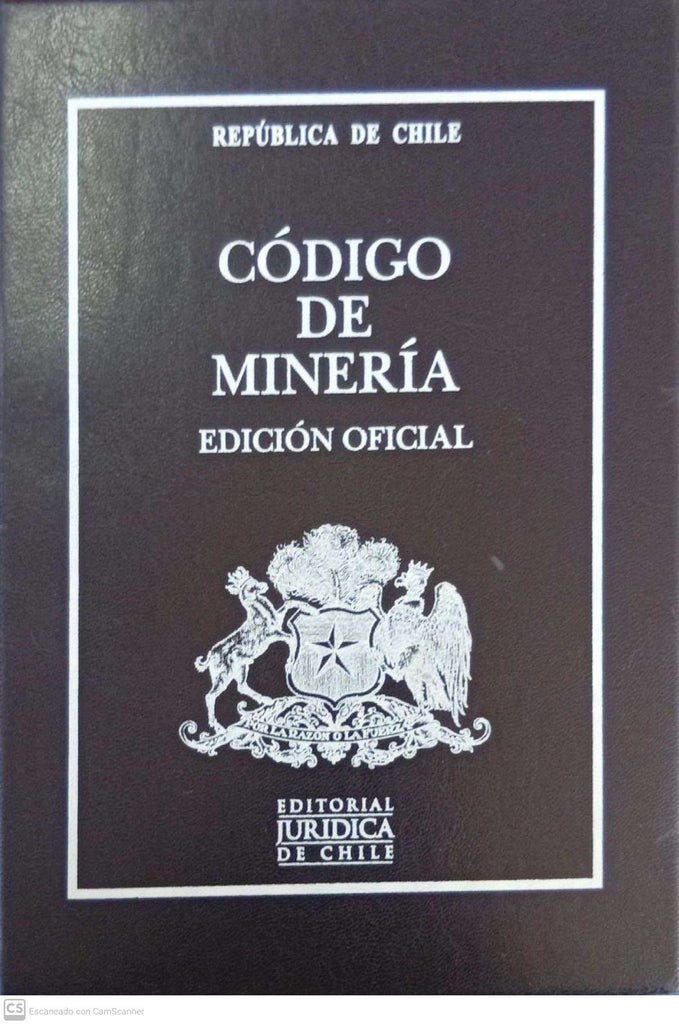 REPÚBLICA DE CHILE
CÓDIGO
DE
MINERÍA
EDICIÓN OFICIAL
POR LA RAZON O LA FUERZA
EDITORIAL
JURIDICA
DE CHILE
CS Escaneado con CamScanner